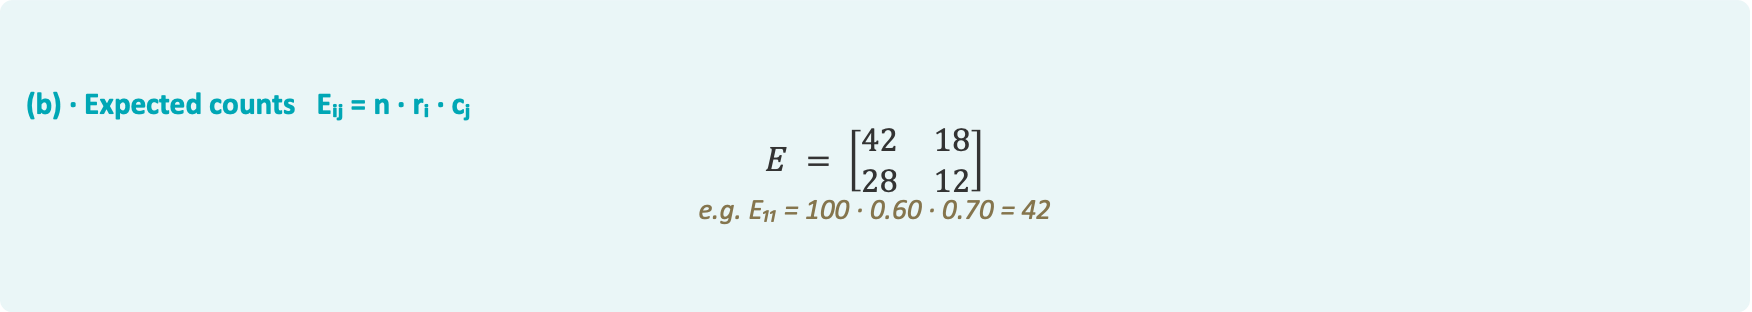 (b) · Expected counts   Eᵢⱼ = n · rᵢ · cⱼ
E = [42 18
28 12]
e.g. E₁₁ = 100 · 0.60 · 0.70 = 42